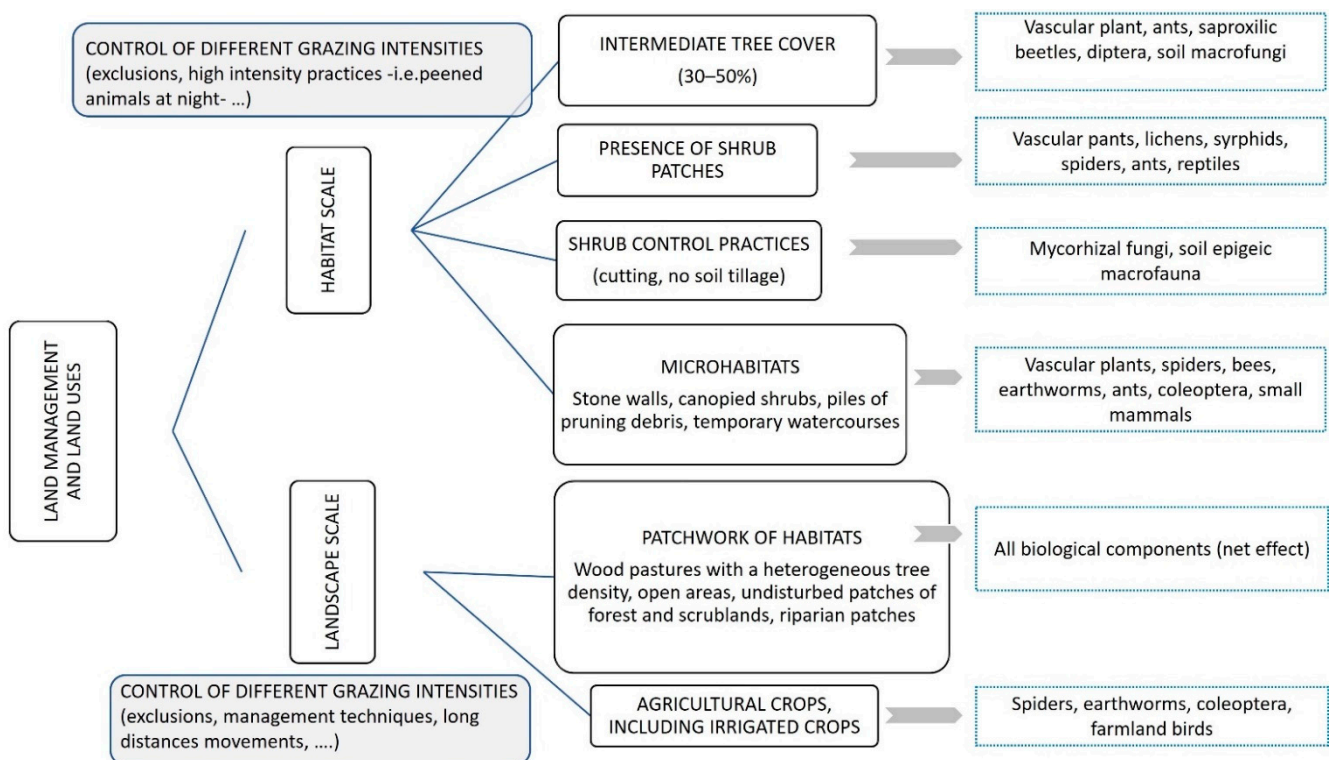 CONTROL OF DIFFERENT GRAZING INTENSITIES
(exclusions, high intensity practices -i.e.peened
animals at night- ...)
INTERMEDIATE TREE COVER
(30–50%)
Vascular plant, ants, saproxilic
beetles, diptera, soil macrofungi
HABITAT SCALE
PRESENCE OF SHRUB
PATCHES
Vascular pants, lichens, syrphids,
spiders, ants, reptiles
SHRUB CONTROL PRACTICES
(cutting, no soil tillage)
Mycorhizal fungi, soil epigeic
macrofauna
LAND MANAGEMENT
AND LAND USES
MICROHABITATS
Stone walls, canopied shrubs, piles of
pruning debris, temporary watercourses
Vascular plants, spiders, bees,
earthworms, ants, coleoptera, small
mammals
LANDSCAPE SCALE
PATCHWORK OF HABITATS
Wood pastures with a heterogeneous tree
density, open areas, undisturbed patches of
forest and scrublands, riparian patches
All biological components (net effect)
CONTROL OF DIFFERENT GRAZING INTENSITIES
(exclusions, management techniques, long
distances movements, ....)
AGRICULTURAL CROPS,
INCLUDING IRRIGATED CROPS
Spiders, earthworms, coleoptera,
farmland birds